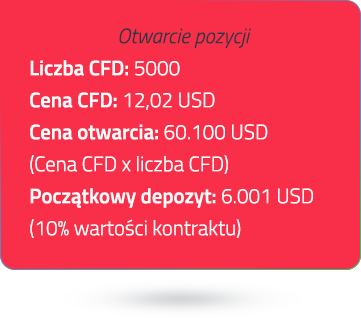 Otwarcie pozycji
Liczba CFD: 5000
Cena CFD: 12,02 USD
Cena otwarcia: 60.100 USD
(Cena CFD x liczba CFD)
Początkowy depozyt: 6.001 USD
(10% wartości kontraktu)